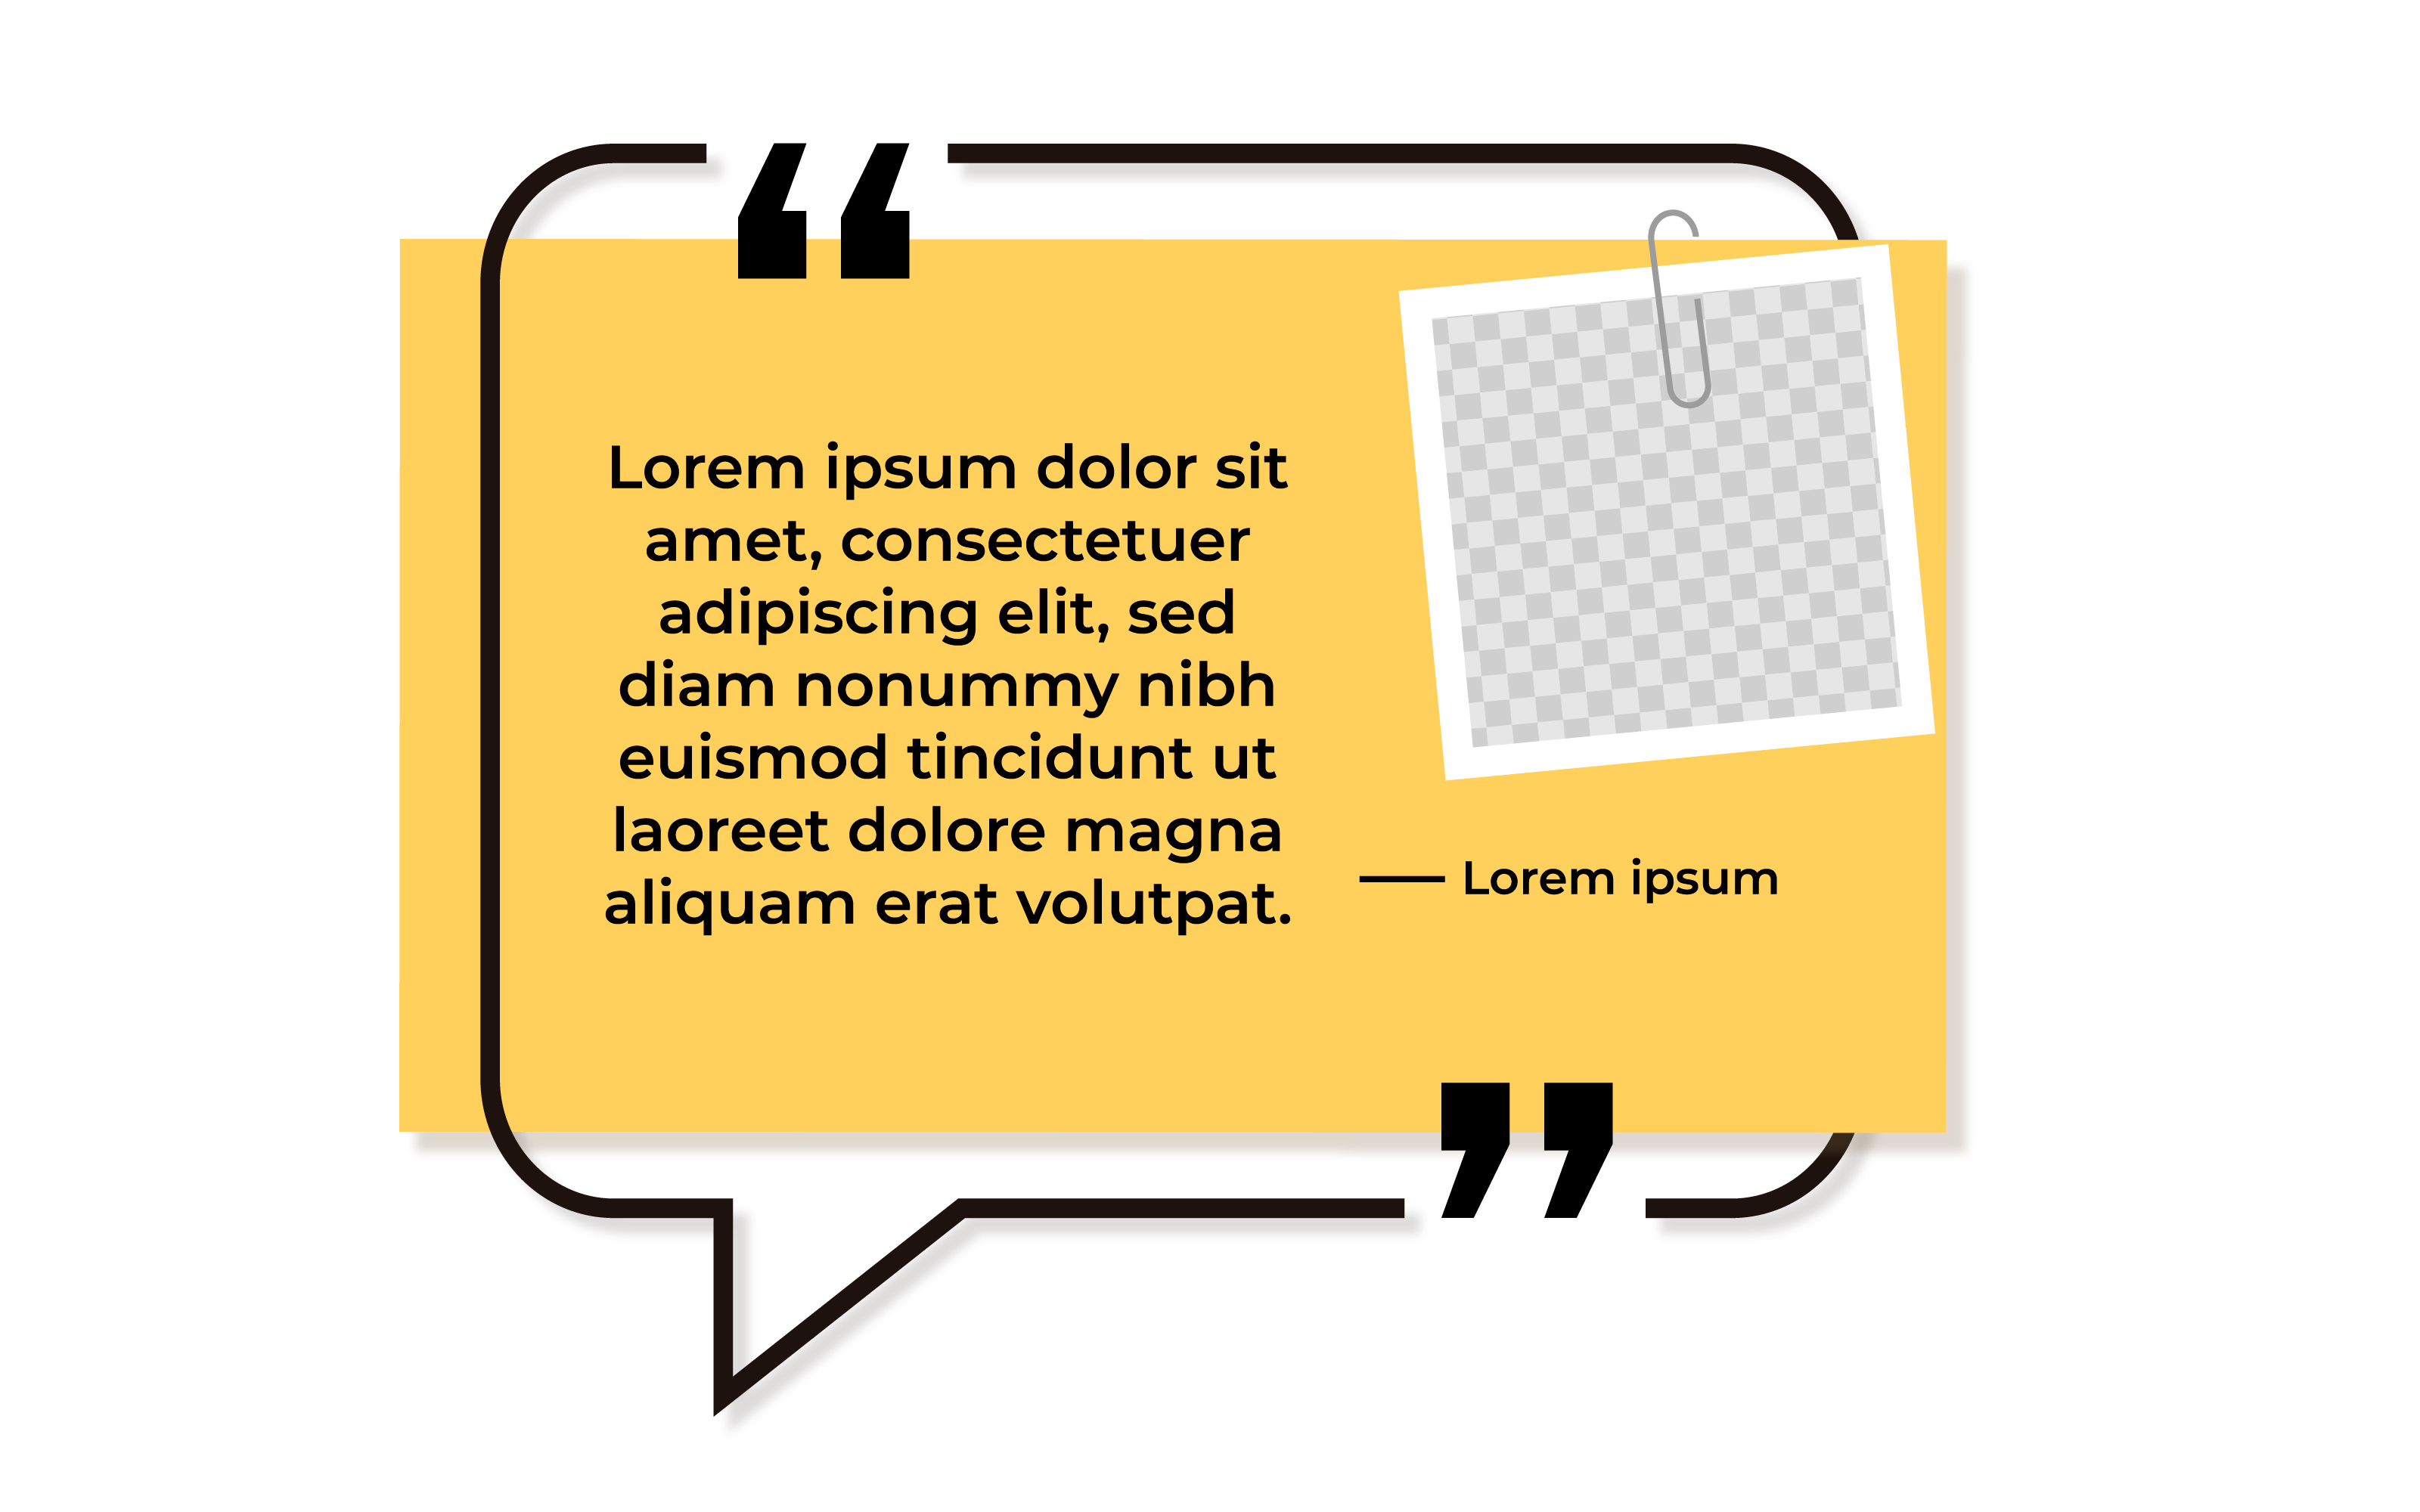 “
Lorem ipsum dolor sit
amet, consectetuer
adipiscing elit, sed
diam nonummy nibh
euismod tincidunt ut
laoreet dolore magna
aliquam erat volutpat.
— Lorem ipsum
”